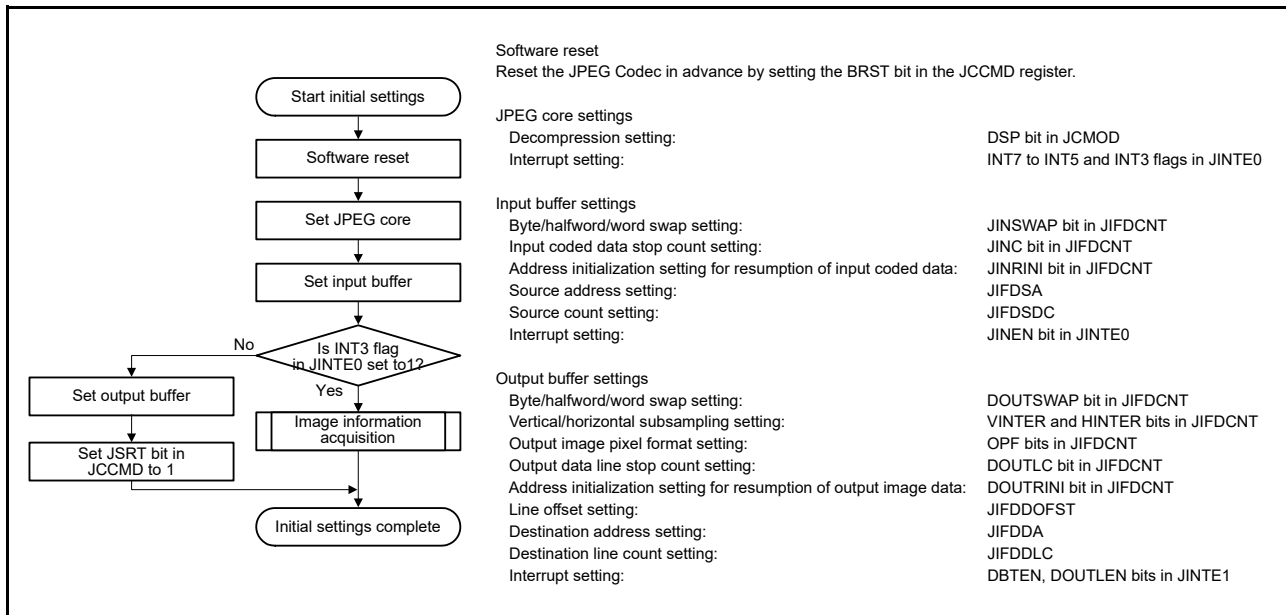 Start initial settings
Software reset
Set JPEG core
Set input buffer
Is INT3 flag
in JINTE0 set to1?
No
Yes
Set output buffer
Set JSRT bit in
JCCMD to 1
Image information
acquisition
Initial settings complete
Software reset
Reset the JPEG Codec in advance by setting the BRST bit in the JCCMD register.
JPEG core settings
Decompression setting: DSP bit in JCMOD
Interrupt setting: INT7 to INT5 and INT3 flags in JINTE0
Input buffer settings
Byte/halfword/word swap setting: JINSWAP bit in JIFDCNT
Input coded data stop count setting: JINC bit in JIFDCNT
Address initialization setting for resumption of input coded data: JINRINI bit in JIFDCNT
Source address setting: JIFDSA
Source count setting: JIFDSDC
Interrupt setting: JINEN bit in JINTE0
Output buffer settings
Byte/halfword/word swap setting: DOUTSWAP bit in JIFDCNT
Vertical/horizontal subsampling setting: VINTER and HINTER bits in JIFDCNT
Output image pixel format setting: OPF bits in JIFDCNT
Output data line stop count setting: DOUTLC bit in JIFDCNT
Address initialization setting for resumption of output image data: DOUTRINI bit in JIFDCNT
Line offset setting: JIFDDOFST
Destination address setting: JIFDDA
Destination line count setting: JIFDDLC
Interrupt setting: DBTEN, DOUTLEN bits in JINTE1